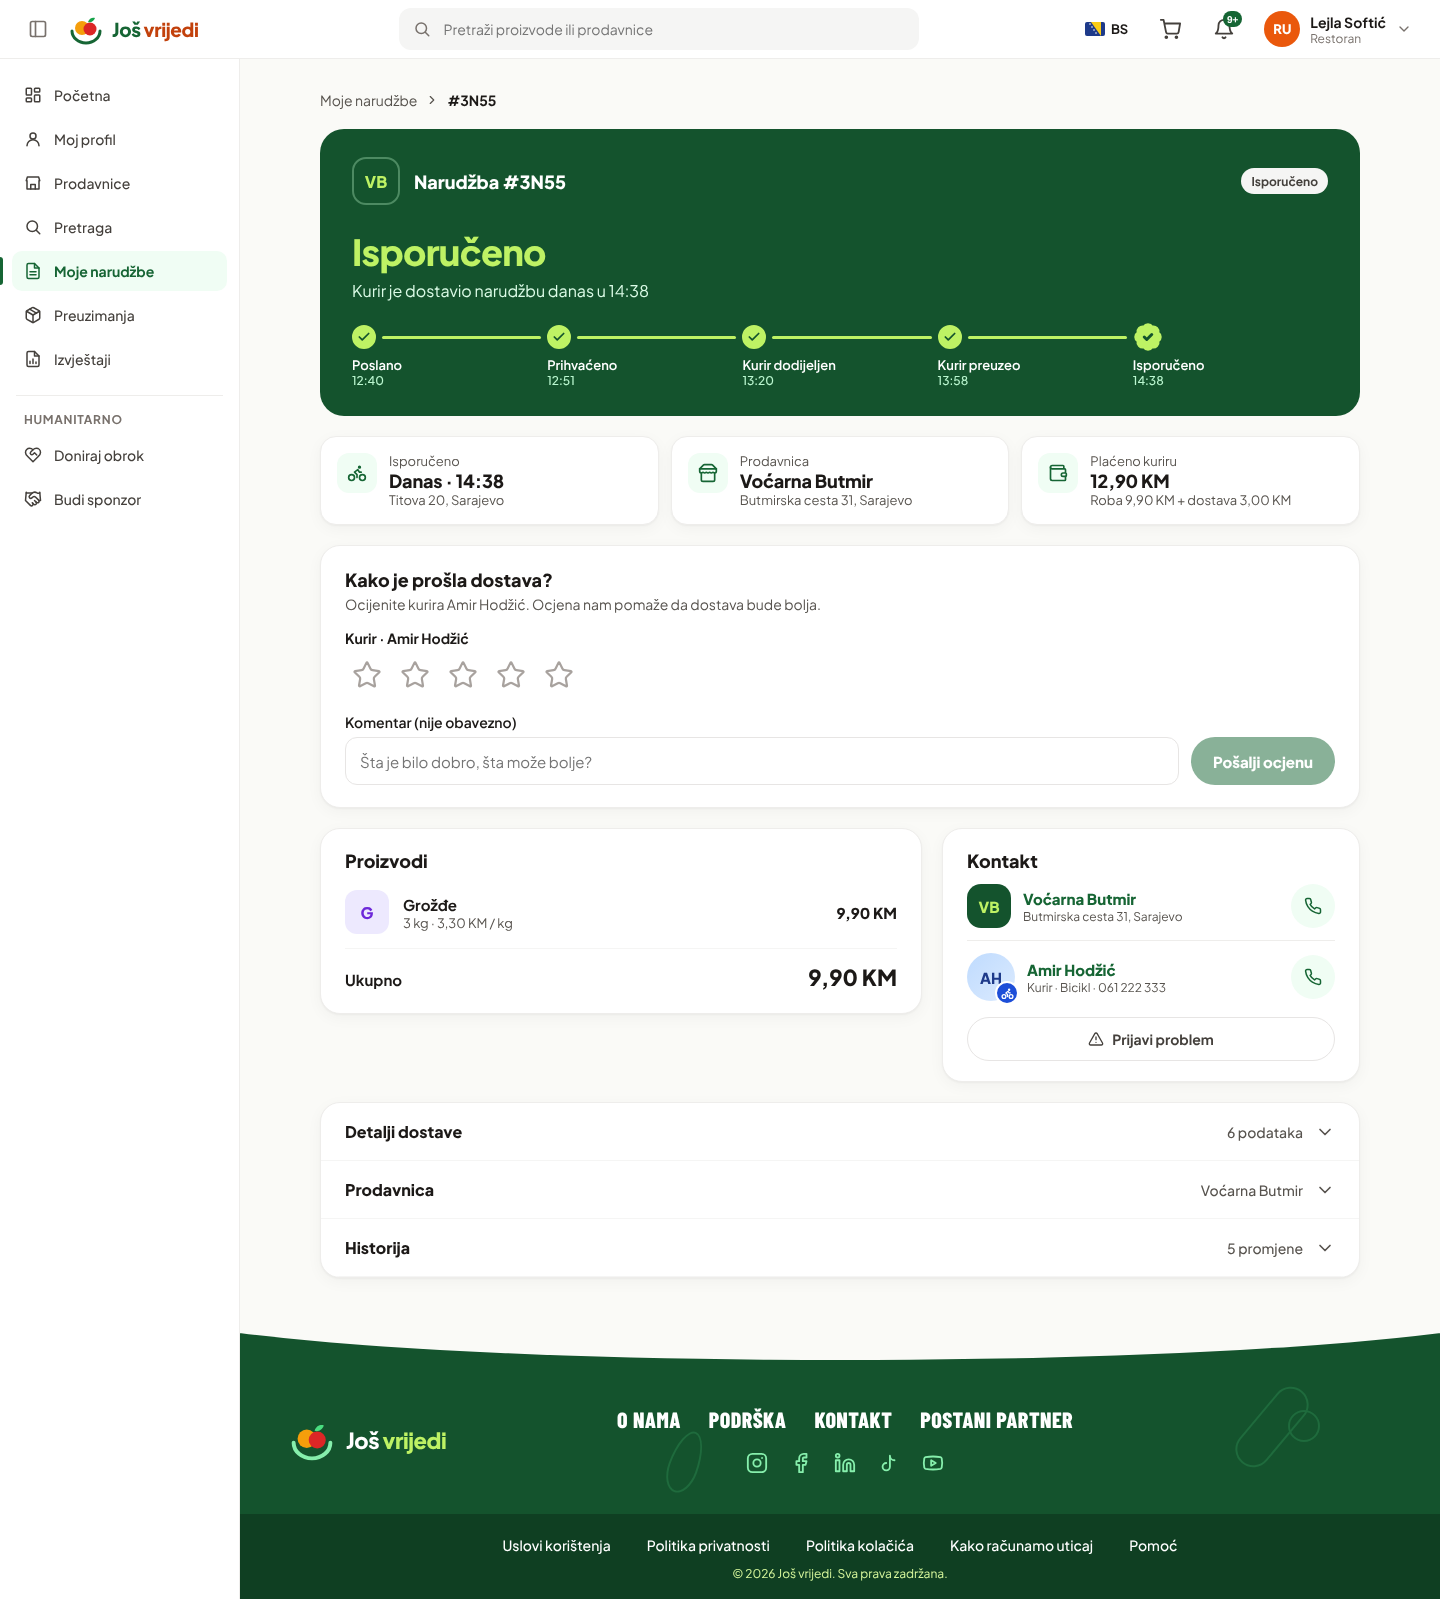 Još vrijedi
Pretraži proizvode ili prodavnice
BS
9+
RU
Lejla Softić
Restoran
Početna
Moj profil
Prodavnice
Pretraga
Moje narudžbe
Preuzimanja
Izvještaji
HUMANITARNO
Doniraj obrok
Budi sponzor
Moje narudžbe
#3N55
VB
Narudžba #3N55
Isporučeno
Isporučeno
Kurir je dostavio narudžbu danas u 14:38
Poslano
12:40
Prihvaćeno
12:51
Kurir dodijeljen
13:20
Kurir preuzeo
13:58
Isporučeno
14:38
Isporučeno
Danas · 14:38
Titova 20, Sarajevo
Prodavnica
Voćarna Butmir
Butmirska cesta 31, Sarajevo
Plaćeno kuriru
12,90 KM
Roba 9,90 KM + dostava 3,00 KM
Kako je prošla dostava?
Ocijenite kurira Amir Hodžić. Ocjena nam pomaže da dostava bude bolja.
Kurir · Amir Hodžić
Komentar (nije obavezno)
Šta je bilo dobro, šta može bolje?
Pošalji ocjenu
Proizvodi
G
Grožđe
3 kg · 3,30 KM / kg
9,90 KM
Ukupno
9,90 KM
Kontakt
VB
Voćarna Butmir
Butmirska cesta 31, Sarajevo
AH
Amir Hodžić
Kurir · Bicikl · 061 222 333
Prijavi problem
Detalji dostave
6 podataka
Prodavnica
Voćarna Butmir
Historija
5 promjene
Još vrijedi
O NAMA
PODRŠKA
KONTAKT
POSTANI PARTNER
Uslovi korištenja
Politika privatnosti
Politika kolačića
Kako računamo uticaj
Pomoć
© 2026 Još vrijedi. Sva prava zadržana.